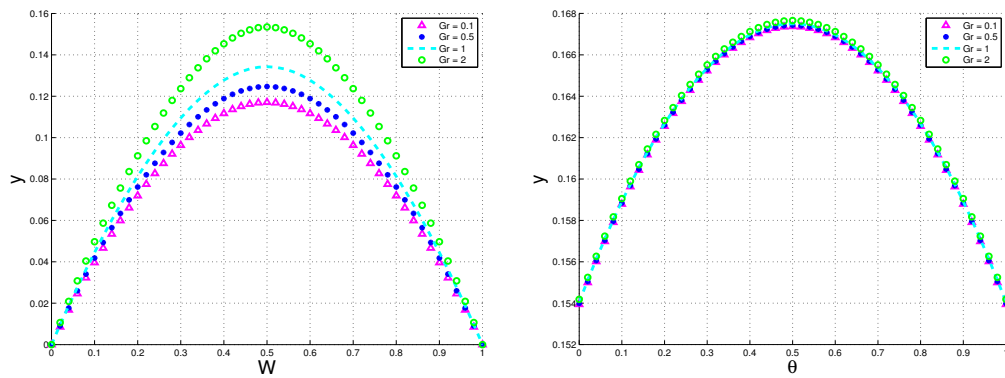 0.16
0.14
0.12
0.1
0.08
0.06
0.04
0.02
0
y
0 0.1 0.2 0.3 0.4 0.5 0.6 0.7 0.8 0.9 1
W
Gr = 0.1
Gr = 0.5
Gr = 1
Gr = 2
0.168
0.166
0.164
0.162
0.16
0.158
0.156
0.154
0.152
y
0 0.1 0.2 0.3 0.4 0.5 0.6 0.7 0.8 0.9 1
θ
Gr = 0.1
Gr = 0.5
Gr = 1
Gr = 2